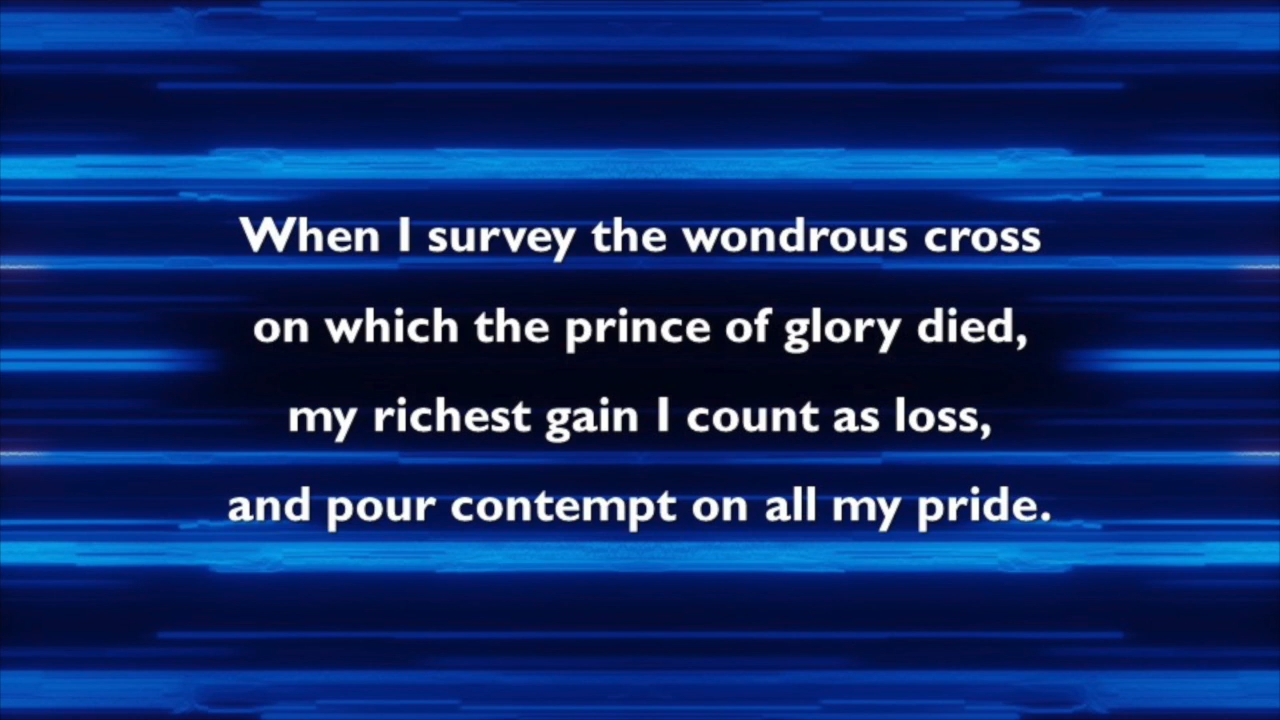 When I survey the wondrous cross
on which the prince of glory died,
my richest gain I count as loss,
and pour contempt on all my pride.